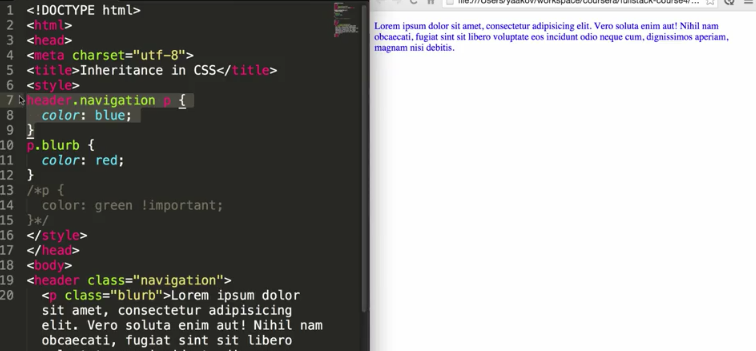 1 <!DOCTYPE html>
2 <html>
3 <head>
4 <meta charset="utf-8">
5 <title>Inheritance in CSS</title>
6 <style>
7 header.navigation p {
8 color: blue;
9 }
10 p.blurb {
11 color: red;
12 }
13 /*p {
14 color: green !important;
15 }*/
16 </style>
17 </head>
18 <body>
19 <header class="navigation">
20 <p class="blurb">Lorem ipsum dolor
sit amet, consectetur adipisicing
elit. Vero soluta enim aut! Nihil nam
obcaecati, fugiat sint sit libero
file:///Users/yaakov/workspace/coursera/fullstack-course4/
Lorem ipsum dolor sit amet, consectetur adipisicing elit. Vero soluta enim aut! Nihil nam
obcaecati, fugiat sint sit libero voluptate eos incidunt odio neque cum, dignissimos aperiam,
magnam nisi debitis.